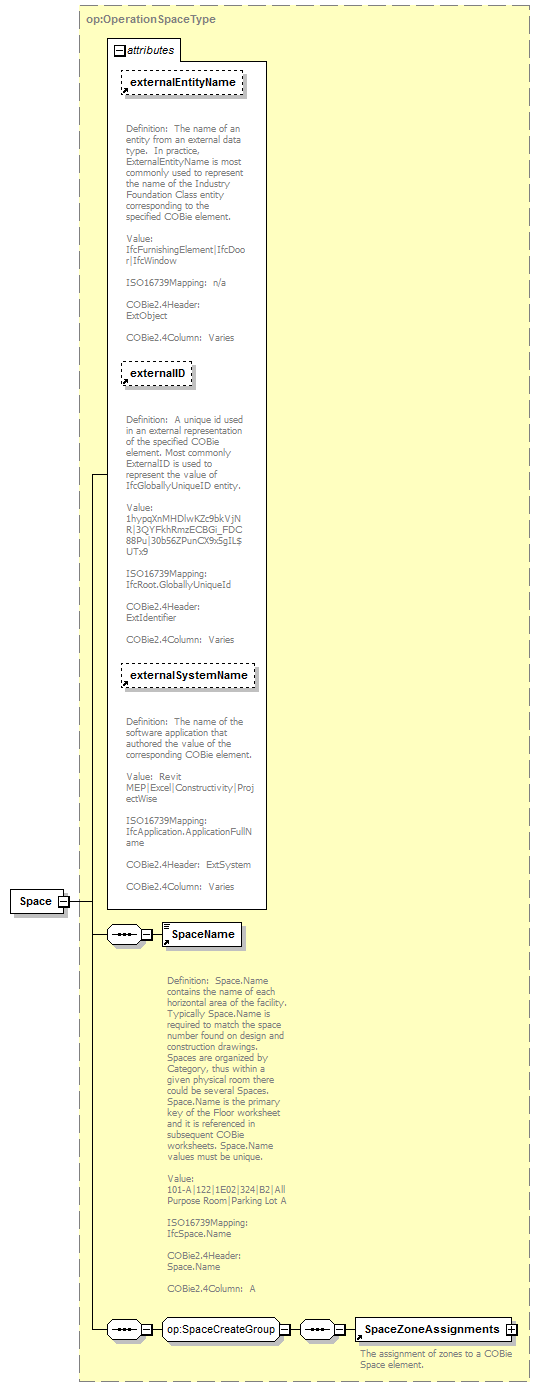 op:OperationSpaceType
attributes
externalEntityName
Definition: The name of an
entity from an external data
type. In practice,
ExternalEntityName is most
commonly used to represent
the name of the Industry
Foundation Class entity
corresponding to the
specified COBie element.
Value:
IfcFurnishingElement|IfcDoo
r|IfcWindow
ISO16739Mapping: n/a
COBie2.4Header:
ExtObject
COBie2.4Column: Varies
externalID
Definition: A unique id used
in an external representation
of the specified COBie
element. Most commonly
ExternalID is used to
represent the value of
IfcGloballyUniqueID entity.
Value:
1hypqXnMHDlwKZc9bkVjN
R|3QYFkhRmzECBGi_FDC
88Pu|30b56ZPunCX9x5gIL$
UTx9
ISO16739Mapping:
IfcRoot.GloballyUniqueId
COBie2.4Header:
ExtIdentifier
COBie2.4Column: Varies
externalSystemName
Definition: The name of the
software application that
authored the value of the
corresponding COBie element.
Value: Revit
MEP|Excel|Constructivity|Proj
ectWise
ISO16739Mapping:
IfcApplication.ApplicationFullN
ame
COBie2.4Header: ExtSystem
COBie2.4Column: Varies
Space
SpaceName
Definition: Space.Name
contains the name of each
horizontal area of the facility.
Typically Space.Name is
required to match the space
number found on design and
construction drawings.
Spaces are organized by
Category, thus within a
given physical room there
could be several Spaces.
Space.Name is the primary
key of the Floor worksheet
and it is referenced in
subsequent COBie
worksheets. Space.Name
values must be unique.
Value:
101-A|122|1E02|324|B2|All
Purpose Room|Parking Lot A
ISO16739Mapping:
IfcSpace.Name
COBie2.4Header:
Space.Name
COBie2.4Column: A
op:SpaceCreateGroup
SpaceZoneAssignments
The assignment of zones to a COBie
Space element.